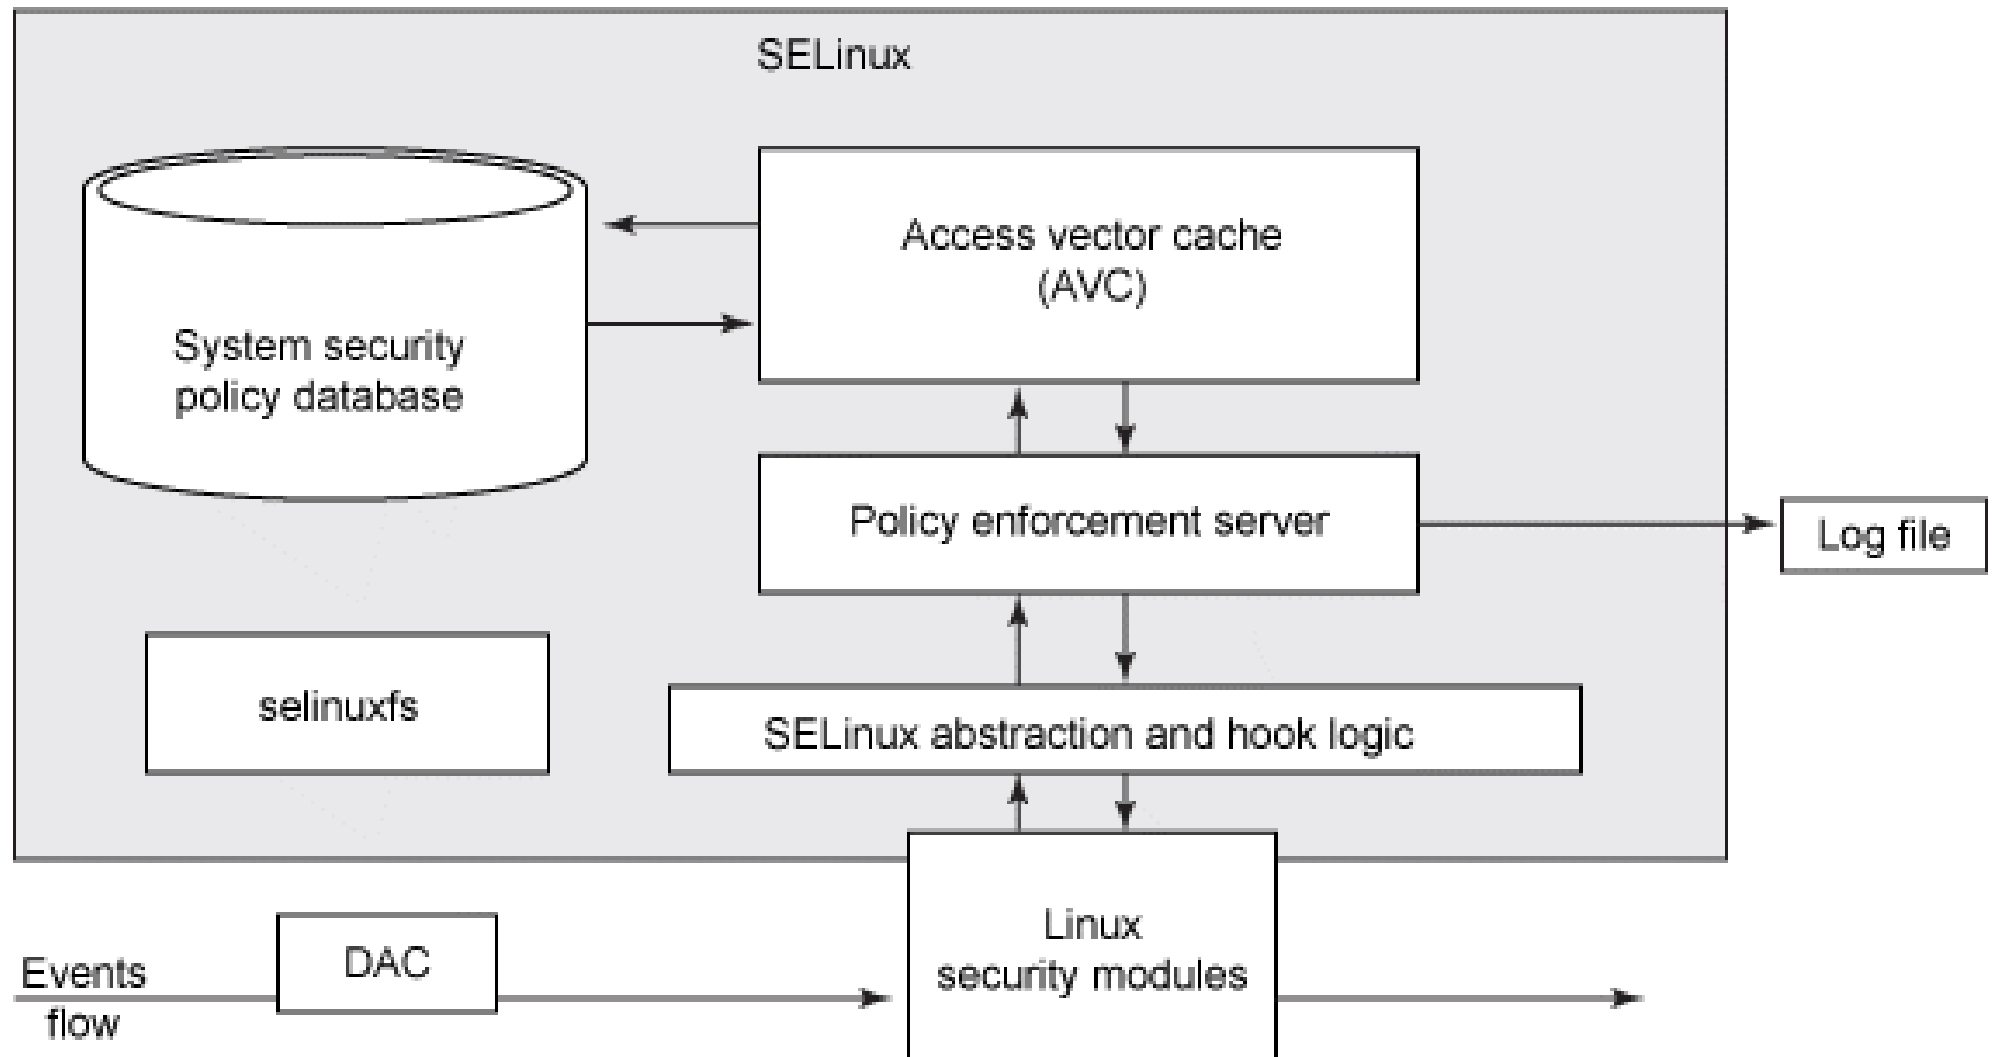 SELinux
Access vector cache
(AVC)
System security
policy database
Policy enforcement server
Log file
selinuxfs
SELinux abstraction and hook logic
Linux
security modules
DAC
Events
flow